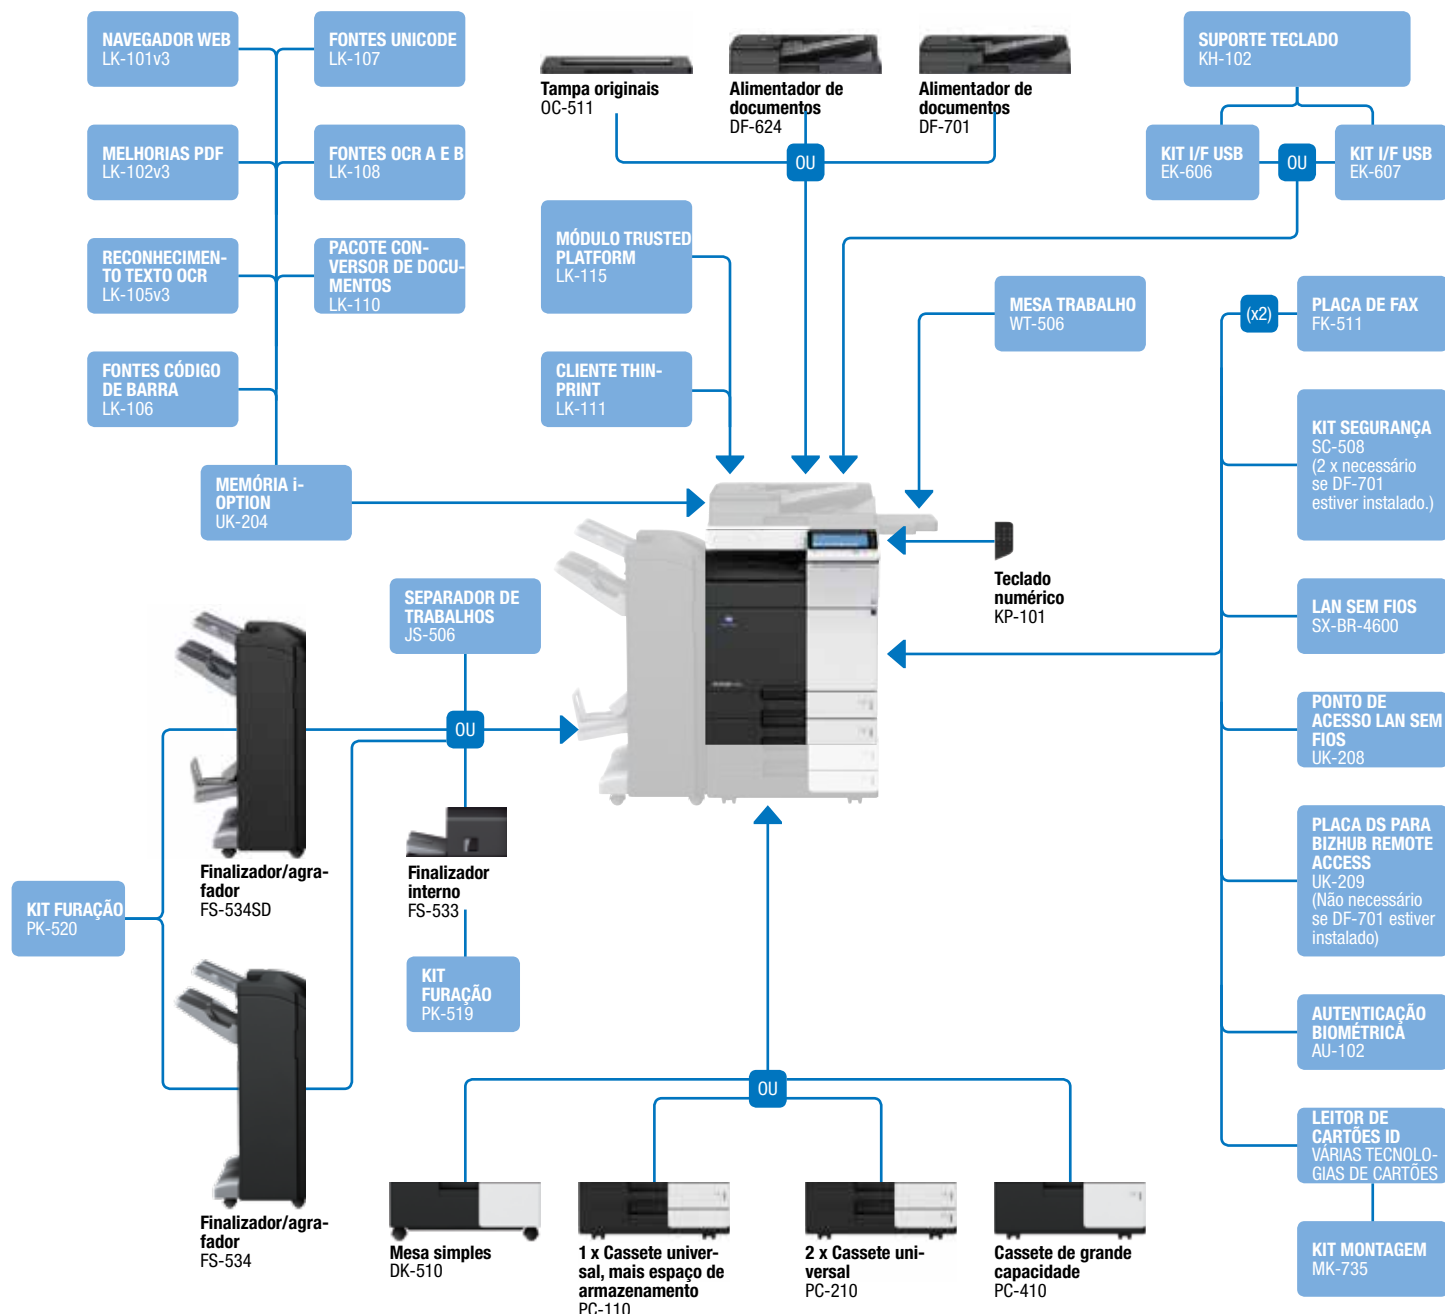 NAVEGADOR WEB
LK-101v3
FONTES UNICODE
LK-107
MELHORIAS PDF
LK-102v3
FONTES OCR A E B
LK-108
RECONHECIMEN-
TO TEXTO OCR
LK-105v3
PACOTE CON-
VERSOR DE DOCU-
MENTOS
LK-110
FONTES CÓDIGO
DE BARRA
LK-106
MEMÓRIA i-
OPTION
UK-204
Tampa originais
OC-511
Alimentador de
documentos
DF-624
Alimentador de
documentos
DF-701
OU
MÓDULO TRUSTED
PLATFORM
LK-115
CLIENTE THIN-
PRINT
LK-111
SUPORTE TECLADO
KH-102
KIT I/F USB
EK-606
OU
KIT I/F USB
EK-607
MESA TRABALHO
WT-506
(x2)
PLACA DE FAX
FK-511
KIT SEGURANÇA
SC-508
(2 x necessário
se DF-701
estiver instalado.)
Teclado
numérico
KP-101
LAN SEM FIOS
SX-BR-4600
PONTO DE
ACESSO LAN SEM
FIOS
UK-208
PLACA DS PARA
BIZHUB REMOTE
ACCESS
UK-209
(Não necessário
se DF-701 estiver
instalado)
AUTENTICAÇÃO
BIOMÉTRICA
AU-102
LEITOR DE
CARTÕES ID
VÁRIAS TECNOLO-
GIAS DE CARTÕES
KIT MONTAGEM
MK-735
SEPARADOR DE
TRABALHOS
JS-506
OU
Finalizador
interno
FS-533
KIT
FURAÇÃO
PK-519
Finalizador/agra-
fador
FS-534SD
KIT FURAÇÃO
PK-520
Finalizador/agra-
fador
FS-534
OU
Mesa simples
DK-510
1 x Cassete univer-
sal, mais espaço de
armazenamento
PC-110
2 x Cassete uni-
versal
PC-210
Cassete de grande
capacidade
PC-410